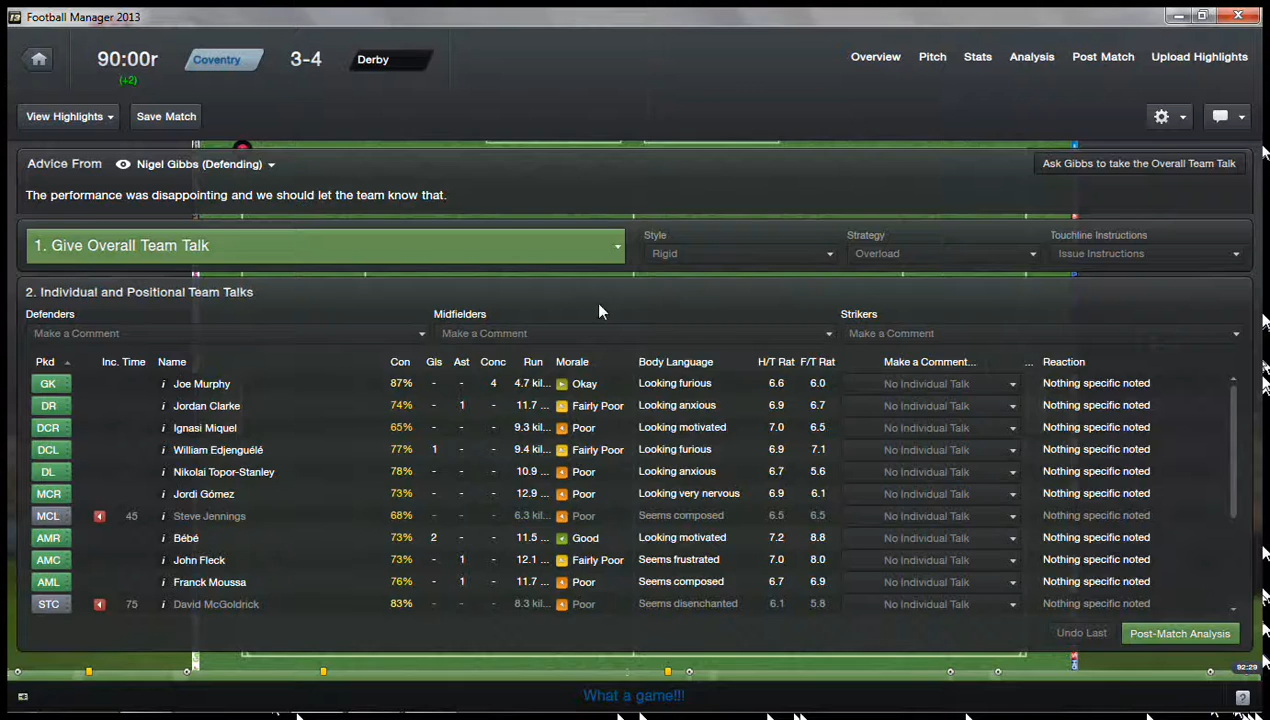 Football Manager 2013
90:00r Coventry 3-4 Derby Overview Pitch Stats Analysis Post Match Upload Highlights
(+2)
View Highlights Save Match
Advice From Nigel Gibbs (Defending) Ask Gibbs to take the Overall Team Talk
The performance was disappointing and we should let the team know that.
1. Give Overall Team Talk
Style Strategy Touchline Instructions
Rigid Overload Issue Instructions
2. Individual and Positional Team Talks
Defenders Midfielders Strikers
Make a Comment Make a Comment Make a Comment
Pkd Inc. Time Name Con Gls Ast Conc Run Morale Body Language H/T Rat F/T Rat Make a Comment... ... Reaction
GK i Joe Murphy 87% - - 4 4.7 kil... Okay Looking furious 6.6 6.0 No Individual Talk Nothing specific noted
DR i Jordan Clarke 74% - 1 - 11.7 ... Fairly Poor Looking anxious 6.9 6.7 No Individual Talk Nothing specific noted
DCR i Ignasi Miquel 65% - - - 9.3 kil... Poor Looking motivated 7.0 6.5 No Individual Talk Nothing specific noted
DCL i William Edjenguélé 77% 1 - - 9.4 kil... Fairly Poor Looking furious 6.9 7.1 No Individual Talk Nothing specific noted
DL i Nikolai Topor-Stanley 78% - - - 10.9 ... Poor Looking anxious 6.7 5.6 No Individual Talk Nothing specific noted
MCR i Jordi Gómez 73% - - - 12.9 ... Poor Looking very nervous 6.9 6.1 No Individual Talk Nothing specific noted
MCL 45 i Steve Jennings 68% - - - 6.3 kil... Poor Seems composed 6.5 6.5 No Individual Talk Nothing specific noted
AMR i Bébé 73% 2 - - 11.5 ... Good Looking motivated 7.2 8.8 No Individual Talk Nothing specific noted
AMC i John Fleck 73% - 1 - 12.1 ... Fairly Poor Seems frustrated 7.0 8.0 No Individual Talk Nothing specific noted
AML i Franck Moussa 76% - 1 - 11.7 ... Poor Seems composed 6.7 6.9 No Individual Talk Nothing specific noted
STC 75 i David McGoldrick 83% - - - 8.3 kil... Poor Seems disenchanted 6.1 5.8 No Individual Talk Nothing specific noted
Undo Last Post-Match Analysis
92:29
What a game!!!
?